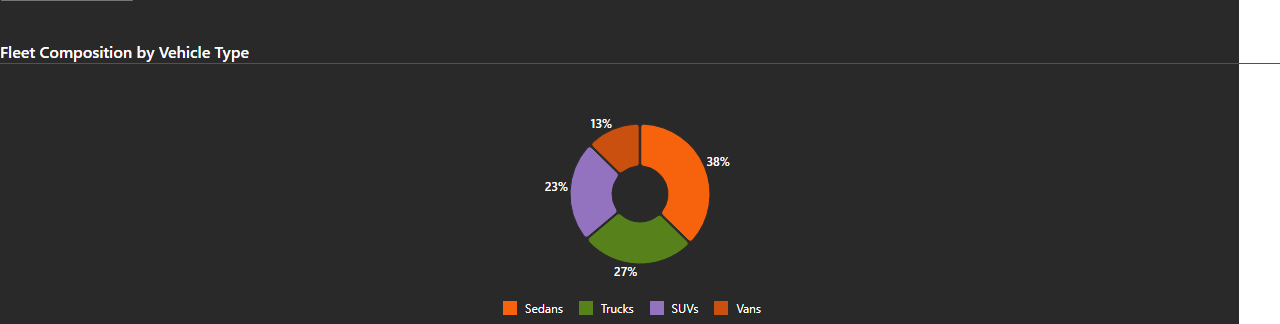 Fleet Composition by Vehicle Type
13%
38%
23%
27%
Sedans Trucks SUVs Vans